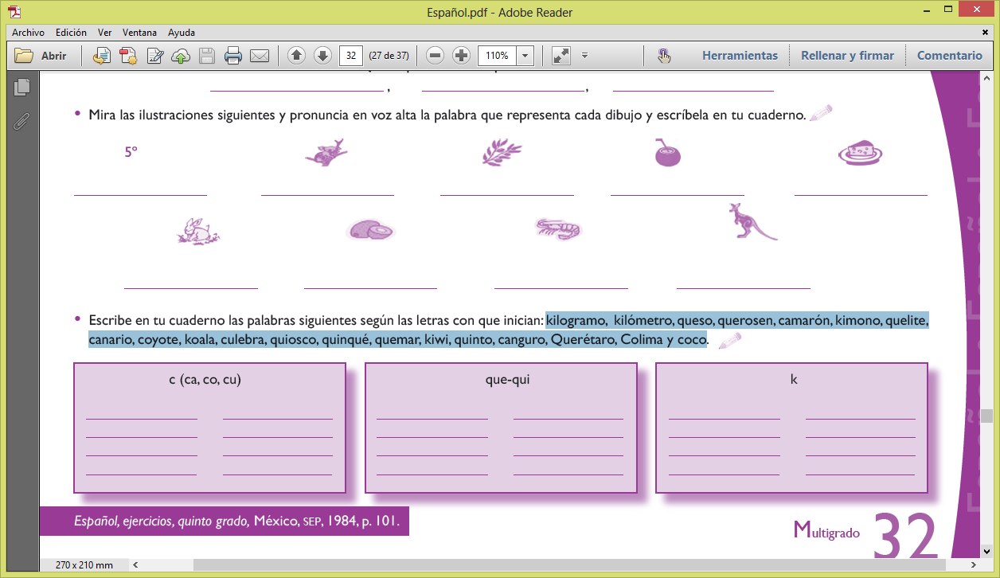 Español.pdf - Adobe Reader
Archivo Edición Ver Ventana Ayuda
Abrir 32 (27 de 37) 110% Herramientas Rellenar y firmar Comentario
, ,
• Mira las ilustraciones siguientes y pronuncia en voz alta la palabra que representa cada dibujo y escríbela en tu cuaderno.
5º
• Escribe en tu cuaderno las palabras siguientes según las letras con que inician: kilogramo, kilómetro, queso, querosen, camarón, kimono, quelite,
canario, coyote, koala, culebra, quiosco, quinqué, quemar, kiwi, quinto, canguro, Querétaro, Colima y coco.
c (ca, co, cu) que-qui k
Español, ejercicios, quinto grado, México, SEP, 1984, p. 101.
Multigrado 32
270 x 210 mm